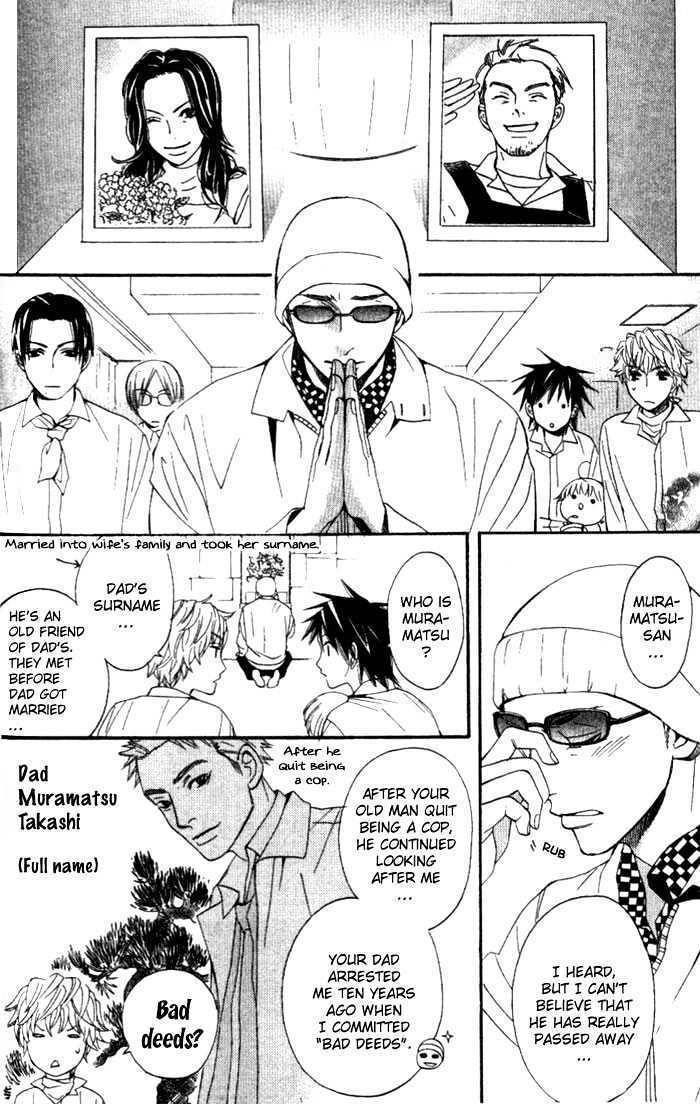 MURA-
MATSU-
SAN
...
RUB
I HEARD,
BUT I CAN'T
BELIEVE THAT
HE HAS REALLY
PASSED AWAY
...
WHO IS
MURA-
MATSU
?
Married into wife's family and took her surname.
DAD'S
SURNAME
...
HE'S AN
OLD FRIEND
OF DAD'S.
THEY MET
BEFORE
DAD GOT
MARRIED
...
AFTER YOUR
OLD MAN QUIT
BEING A COP,
HE CONTINUED
LOOKING
AFTER ME
...
YOUR DAD
ARRESTED
ME TEN YEARS
AGO WHEN
I COMMITTED
"BAD DEEDS".
After he
quit being
a cop.
Dad
Muramatsu
Takashi
(Full name)
Bad
deeds?